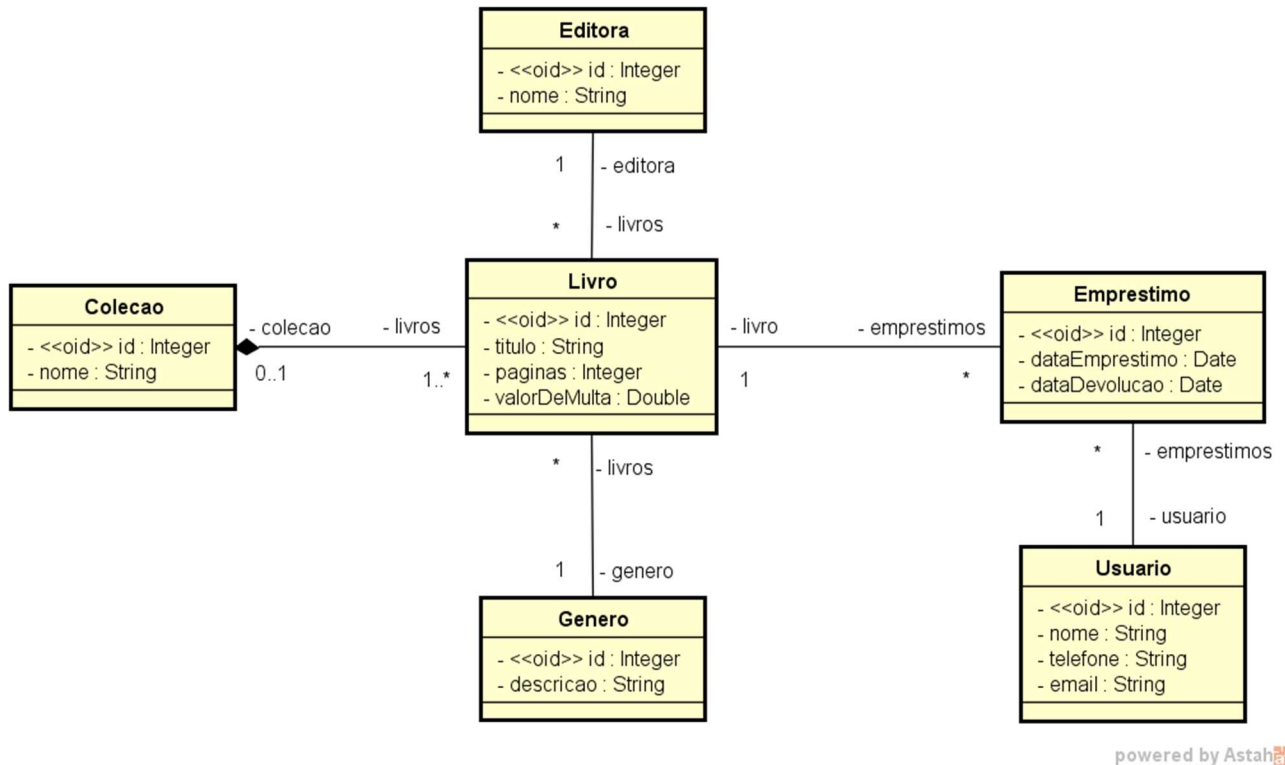 Editora
- <<oid>> id : Integer
- nome : String
1
- editora
*
- livros
Colecao
- <<oid>> id : Integer
- nome : String
- colecao
0..1
- livros
1..*
Livro
- <<oid>> id : Integer
- titulo : String
- paginas : Integer
- valorDeMulta : Double
- livro
1
- emprestimos
*
Emprestimo
- <<oid>> id : Integer
- dataEmprestimo : Date
- dataDevolucao : Date
*
- livros
1
- genero
Genero
- <<oid>> id : Integer
- descricao : String
*
- emprestimos
1
- usuario
Usuario
- <<oid>> id : Integer
- nome : String
- telefone : String
- email : String
powered by Astah